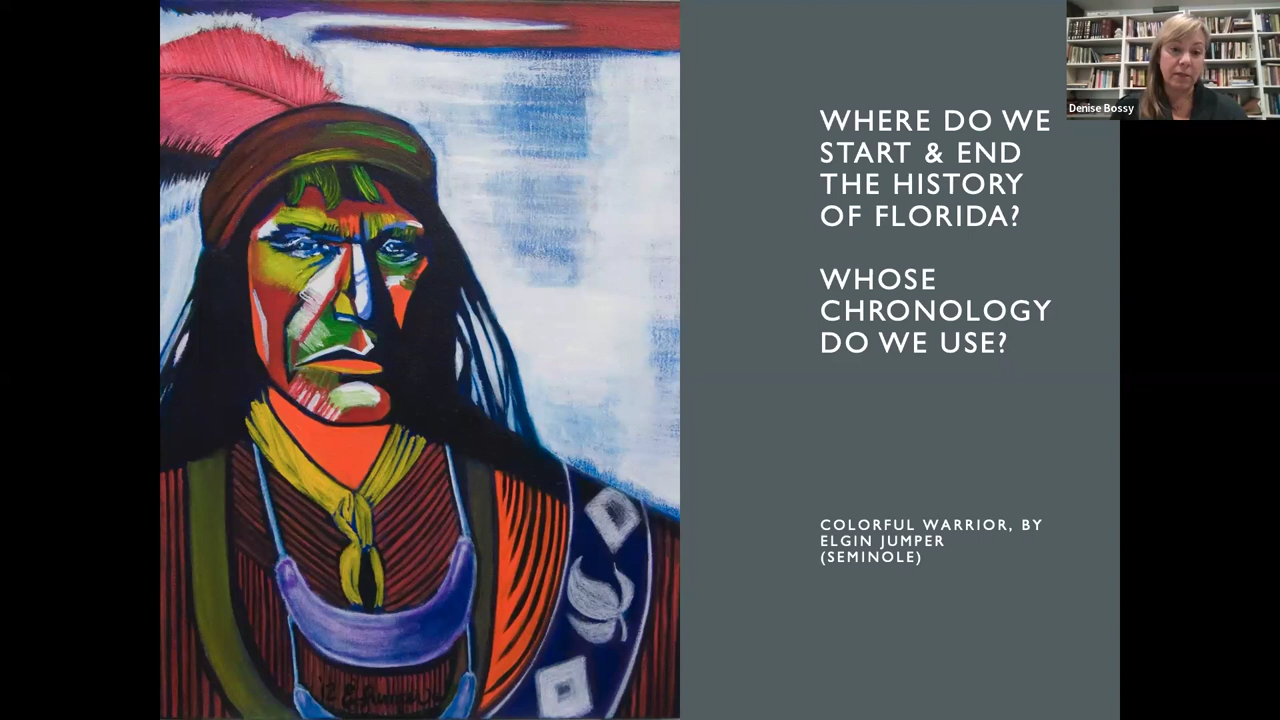 WHERE DO WE
START & END
THE HISTORY
OF FLORIDA?
WHOSE
CHRONOLOGY
DO WE USE?
COLORFUL WARRIOR, BY
ELGIN JUMPER
(SEMINOLE)
Denise Bossy
'12